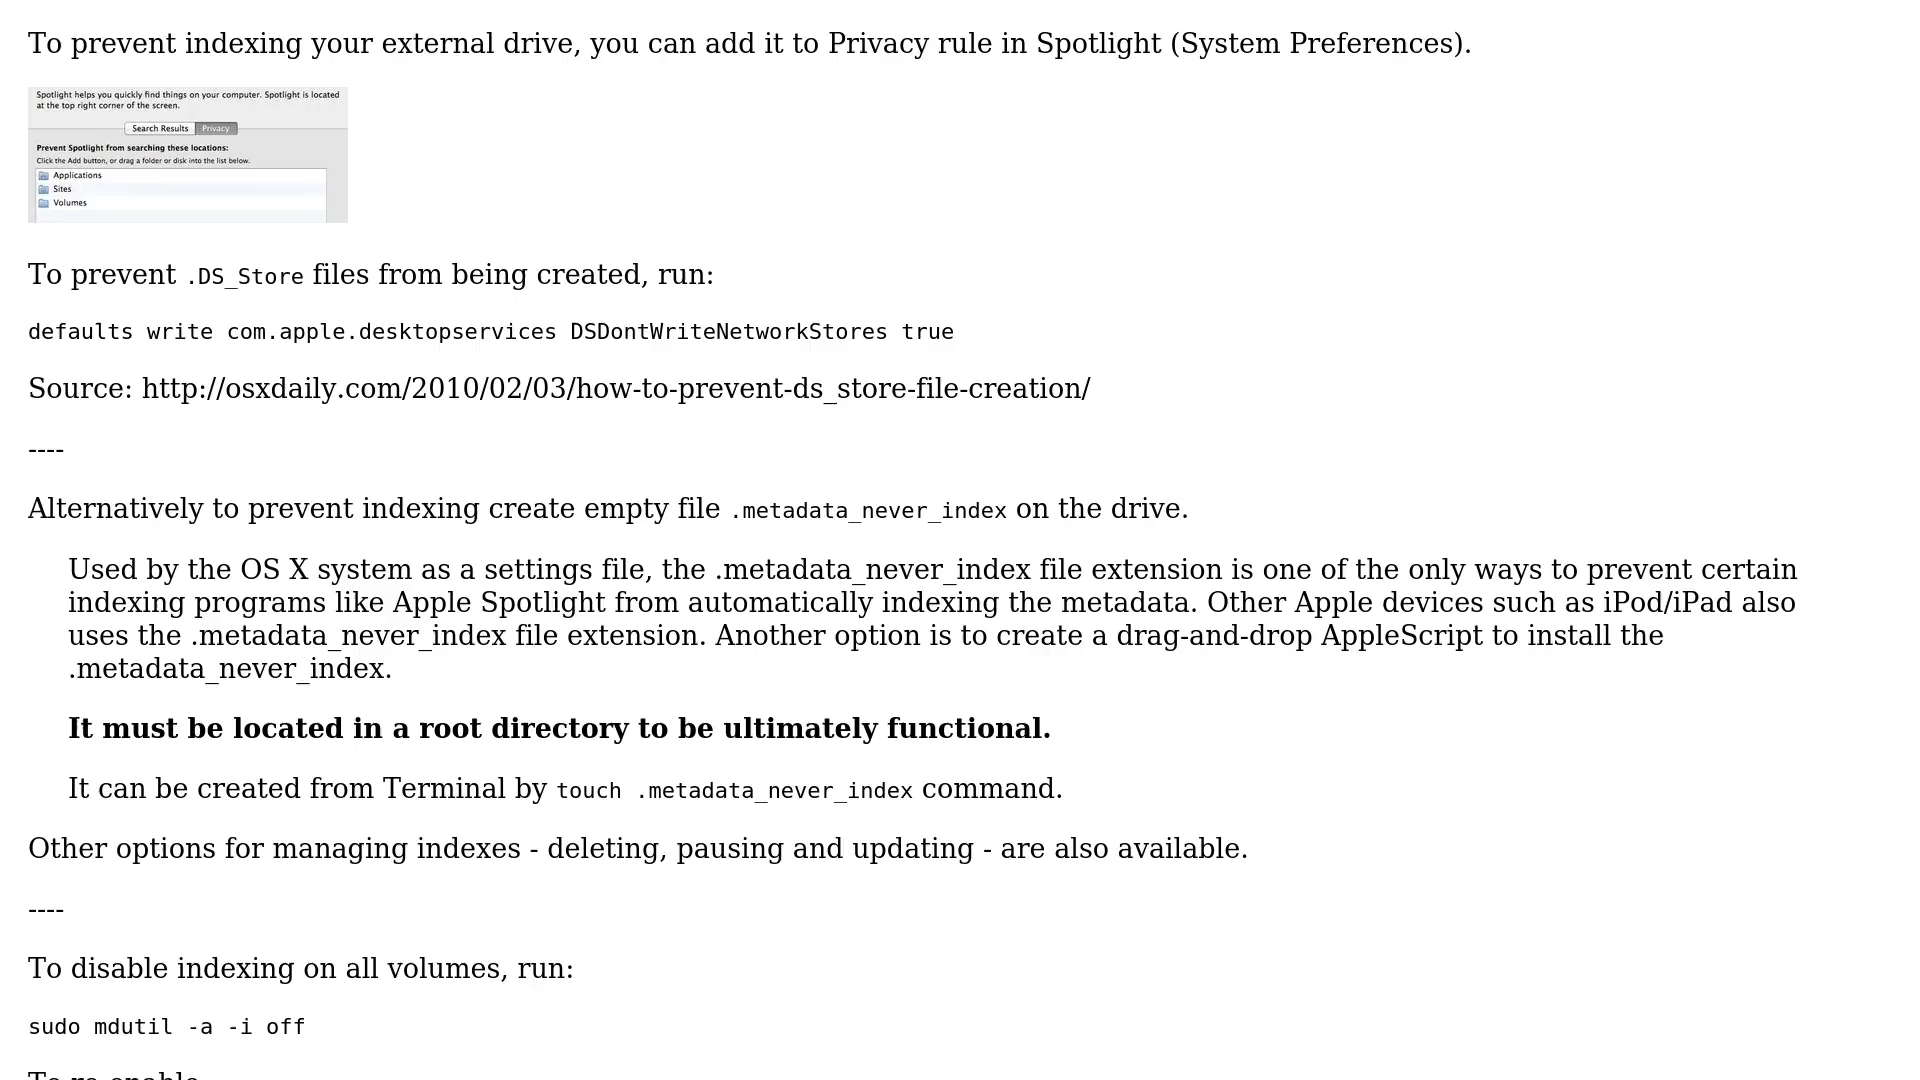 To prevent indexing your external drive, you can add it to Privacy rule in Spotlight (System Preferences).
Spotlight helps you quickly find things on your computer. Spotlight is located
at the top right corner of the screen.
Search Results Privacy
Prevent Spotlight from searching these locations:
Click the Add button, or drag a folder or disk into the list below.
Applications
Sites
Volumes
To prevent .DS_Store files from being created, run:
defaults write com.apple.desktopservices DSDontWriteNetworkStores true
Source: http://osxdaily.com/2010/02/03/how-to-prevent-ds_store-file-creation/
----
Alternatively to prevent indexing create empty file .metadata_never_index on the drive.
Used by the OS X system as a settings file, the .metadata_never_index file extension is one of the only ways to prevent certain
indexing programs like Apple Spotlight from automatically indexing the metadata. Other Apple devices such as iPod/iPad also
uses the .metadata_never_index file extension. Another option is to create a drag-and-drop AppleScript to install the
.metadata_never_index.
It must be located in a root directory to be ultimately functional.
It can be created from Terminal by touch .metadata_never_index command.
Other options for managing indexes - deleting, pausing and updating - are also available.
----
To disable indexing on all volumes, run:
sudo mdutil -a -i off
To re-enable